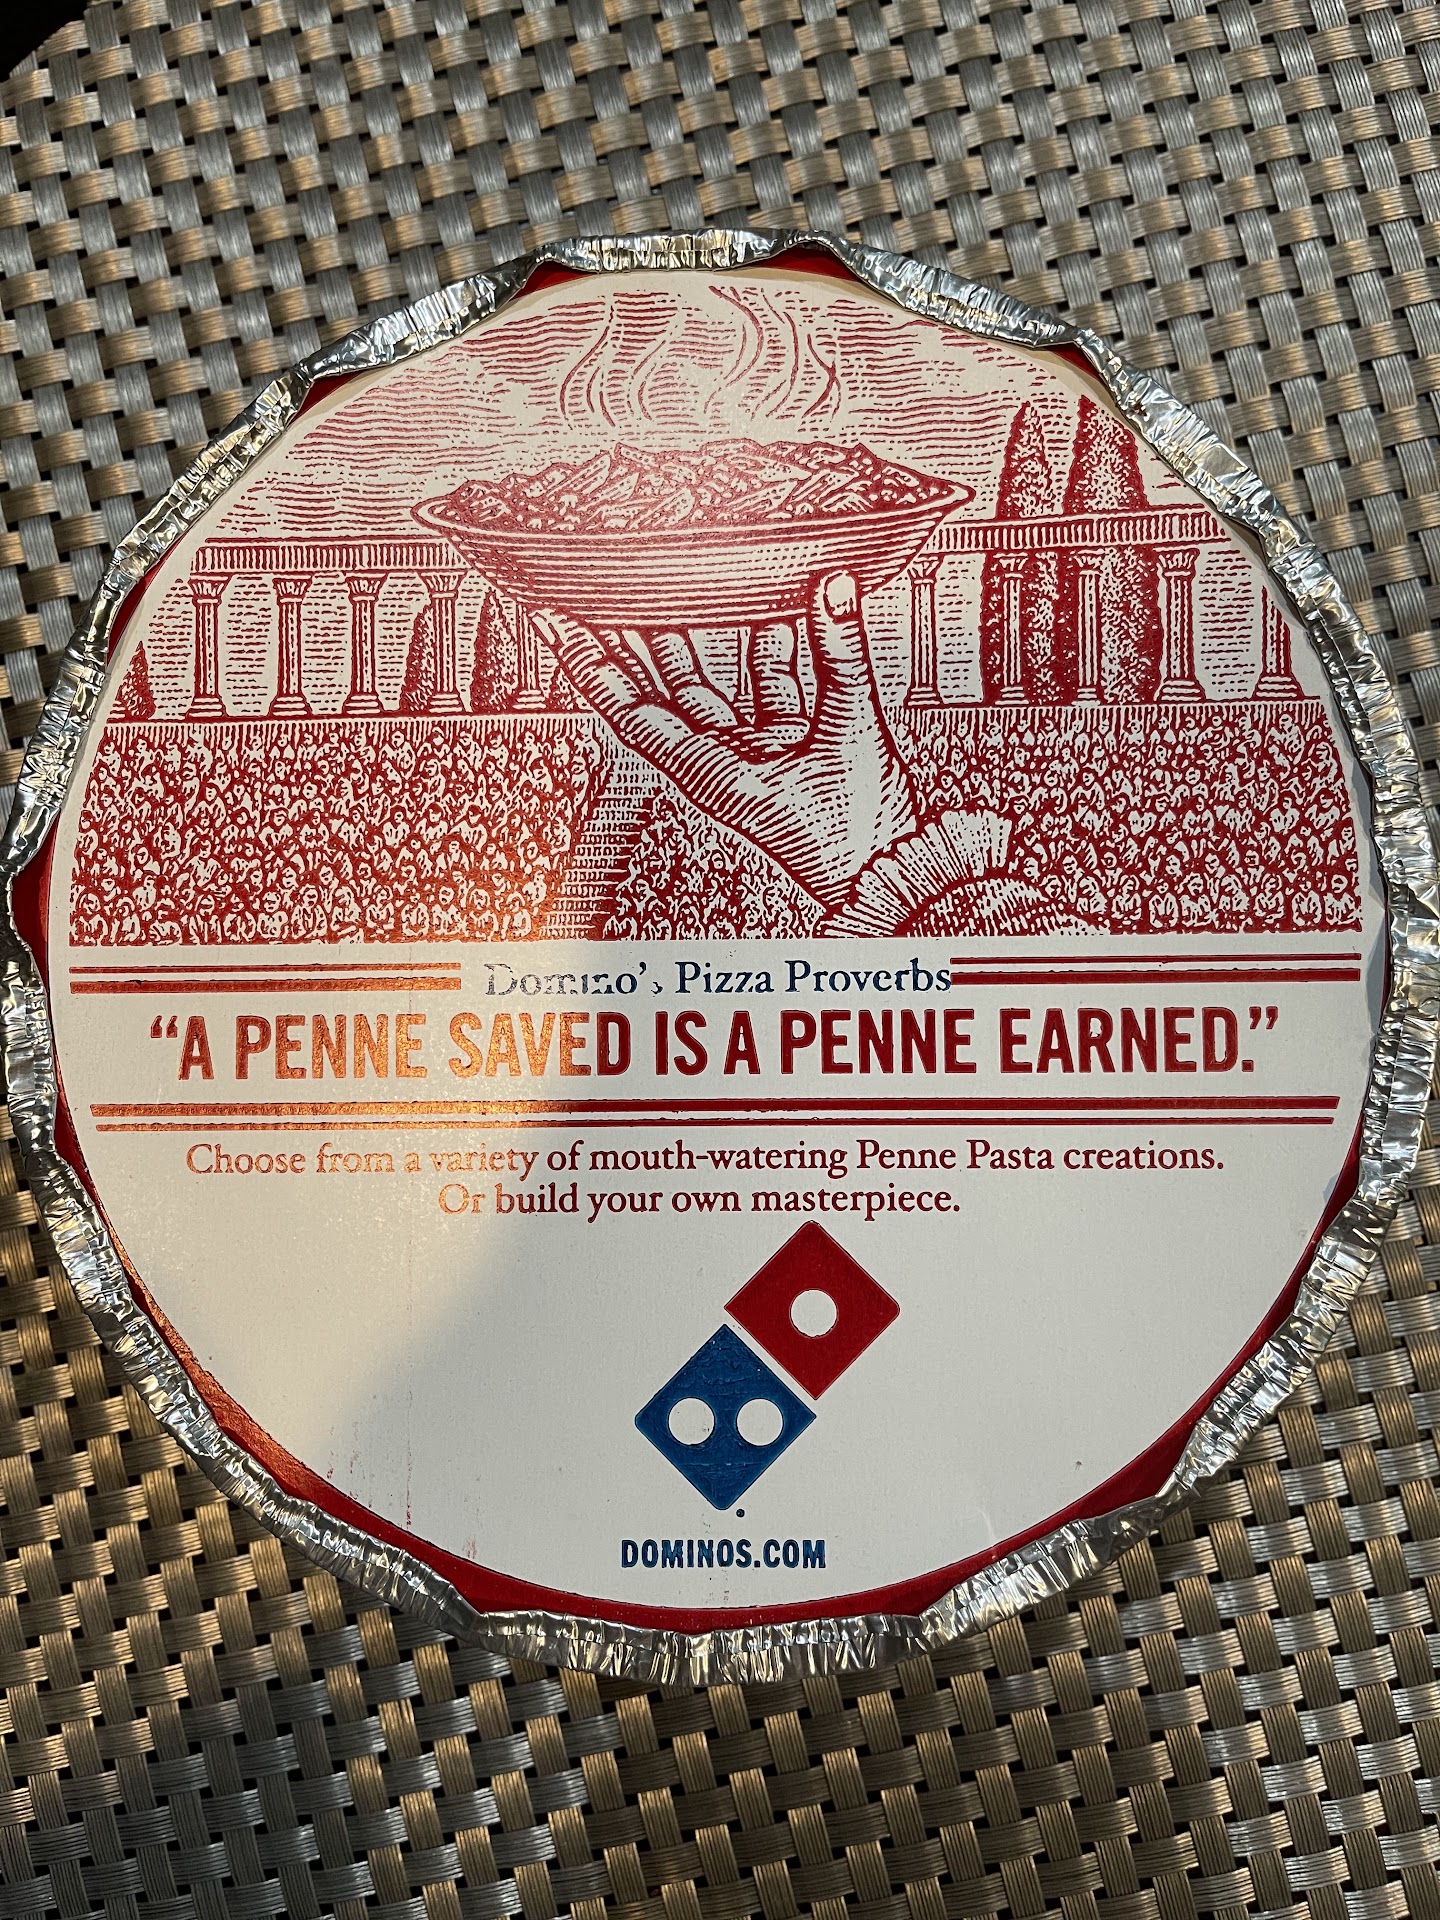 Domino's Pizza Proverbs
“A PENNE SAVED IS A PENNE EARNED.”
Choose from a variety of mouth-watering Penne Pasta creations.
Or build your own masterpiece.
DOMINOS.COM